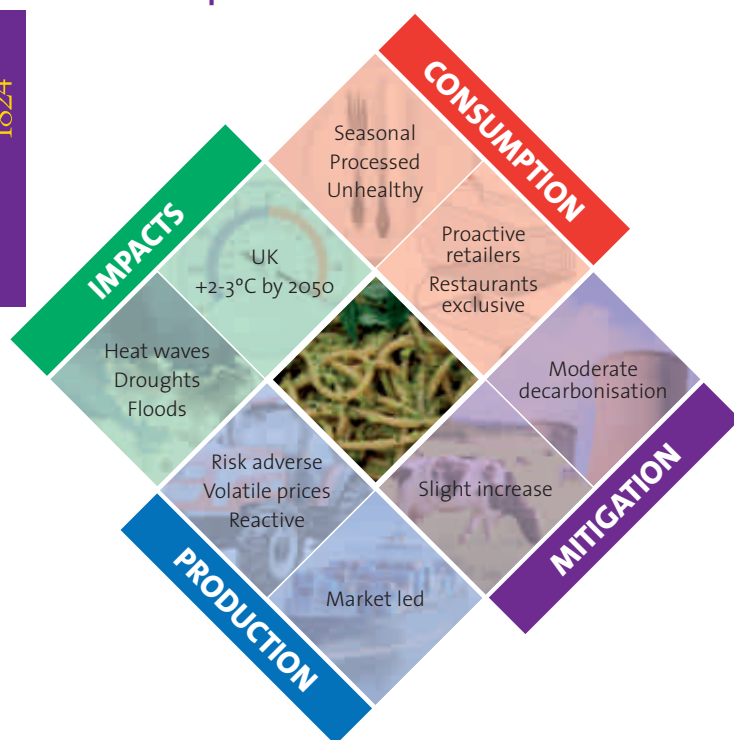 1824
CONSUMPTION
Seasonal
Processed
Unhealthy
Proactive
retailers
Restaurants
exclusive
IMPACTS
UK
+2-3°C by 2050
Heat waves
Droughts
Floods
Moderate
decarbonisation
Slight increase
MITIGATION
Risk adverse
Volatile prices
Reactive
Market led
PRODUCTION